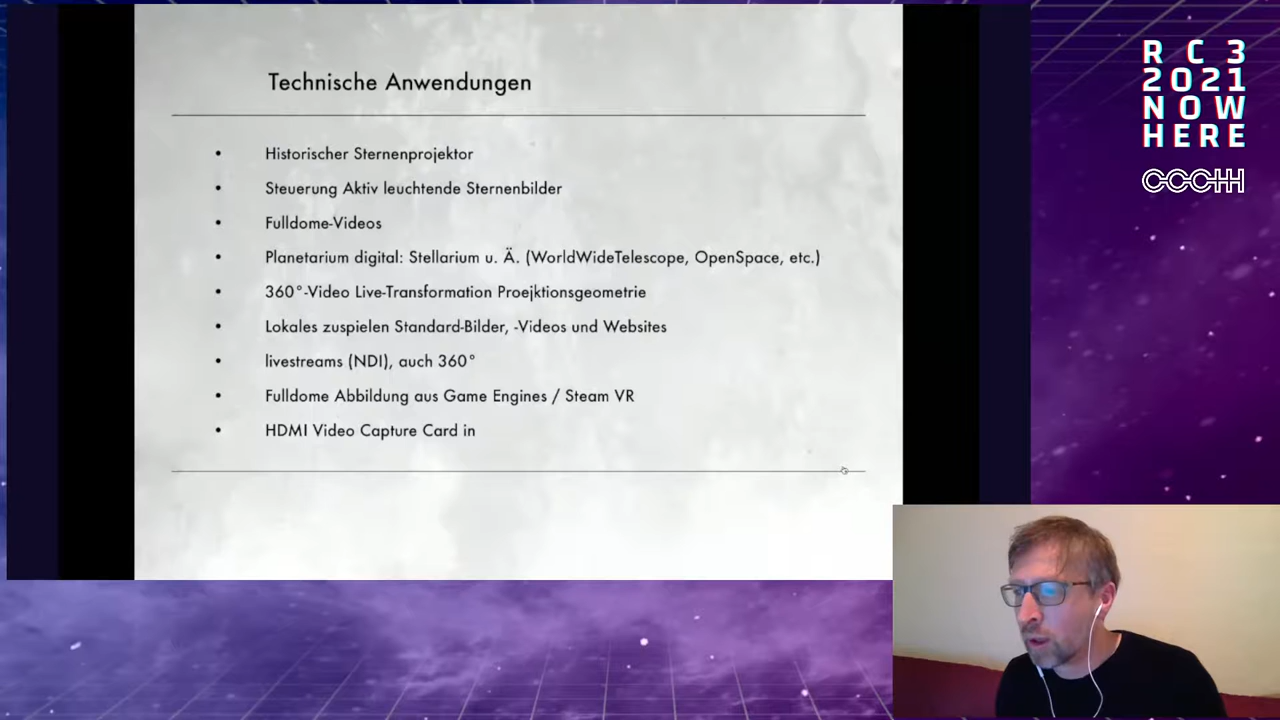 Technische Anwendungen
• Historischer Sternenprojektor
• Steuerung Aktiv leuchtende Sternenbilder
• Fulldome-Videos
• Planetarium digital: Stellarium u. Ä. (WorldWideTelescope, OpenSpace, etc.)
• 360°-Video Live-Transformation Proejktionsgeometrie
• Lokales zuspielen Standard-Bilder, -Videos und Websites
• livestreams (NDI), auch 360°
• Fulldome Abbildung aus Game Engines / Steam VR
• HDMI Video Capture Card in
RC3
2021
NOW
HERE
CCCHH